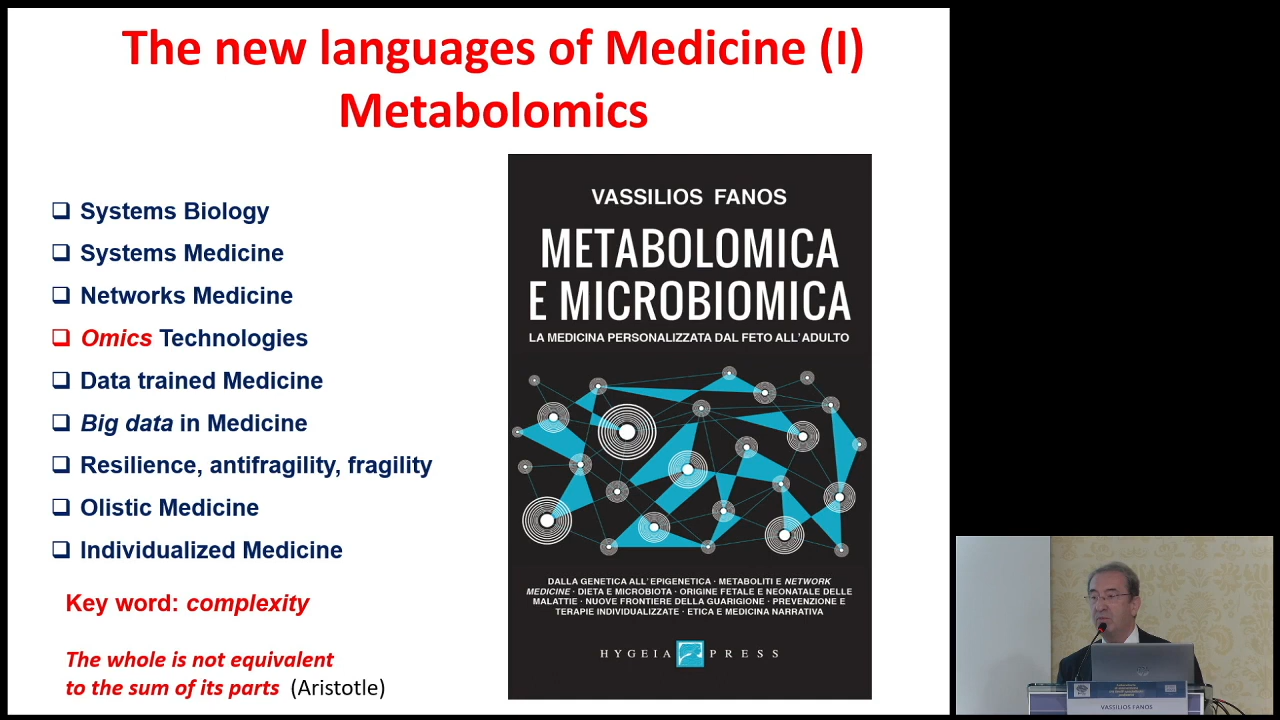 The new languages of Medicine (I)
Metabolomics
Systems Biology
Systems Medicine
Networks Medicine
Omics Technologies
Data trained Medicine
Big data in Medicine
Resilience, antifragility, fragility
Olistic Medicine
Individualized Medicine
Key word: complexity
The whole is not equivalent
to the sum of its parts (Aristotle)
VASSILIOS FANOS
METABOLOMICA
E MICROBIOMICA
LA MEDICINA PERSONALIZZATA DAL FETO ALL'ADULTO
DALLA GENETICA ALL'EPIGENETICA · METABOLITI E NETWORK
MEDICINE · DIETA E MICROBIOTA · ORIGINE FETALE E NEONATALE DELLE
MALATTIE · NUOVE FRONTIERE DELLA GUARIGIONE · PREVENZIONE E
TERAPIE INDIVIDUALIZZATE · ETICA E MEDICINA NARRATIVA
HYGEIA PRESS
VASSILIOS FANOS